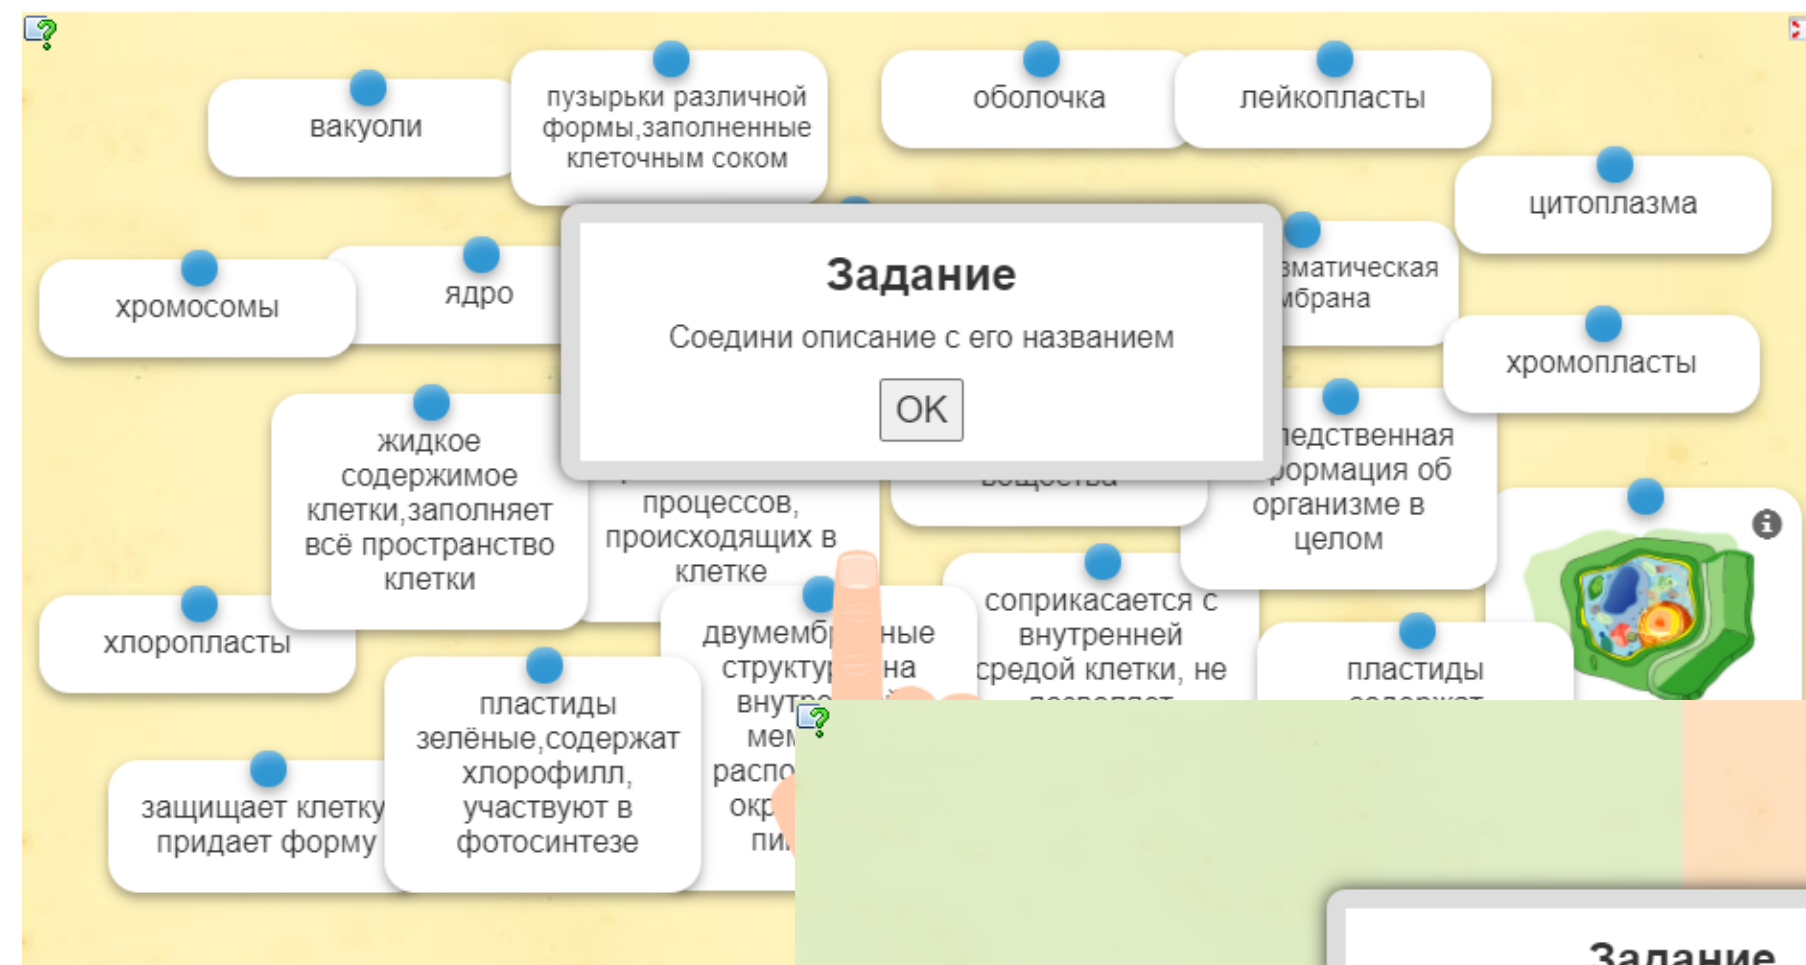 вакуоли
пузырьки различной
формы,заполненные
клеточным соком
оболочка
лейкопласты
цитоплазма
хромосомы
ядро
Задание
Соедини описание с его названием
OK
хромопласты
жидкое
содержимое
клетки,заполняет
всё пространство
клетки
процессов,
происходящих в
клетке
организме в
целом
хлоропласты
соприкасается с
внутренней
средой клетки, не
пластиды
содержат
пластиды
зелёные,содержат
хлорофилл,
участвуют в
фотосинтезе
защищает клетку
придает форму
Задание